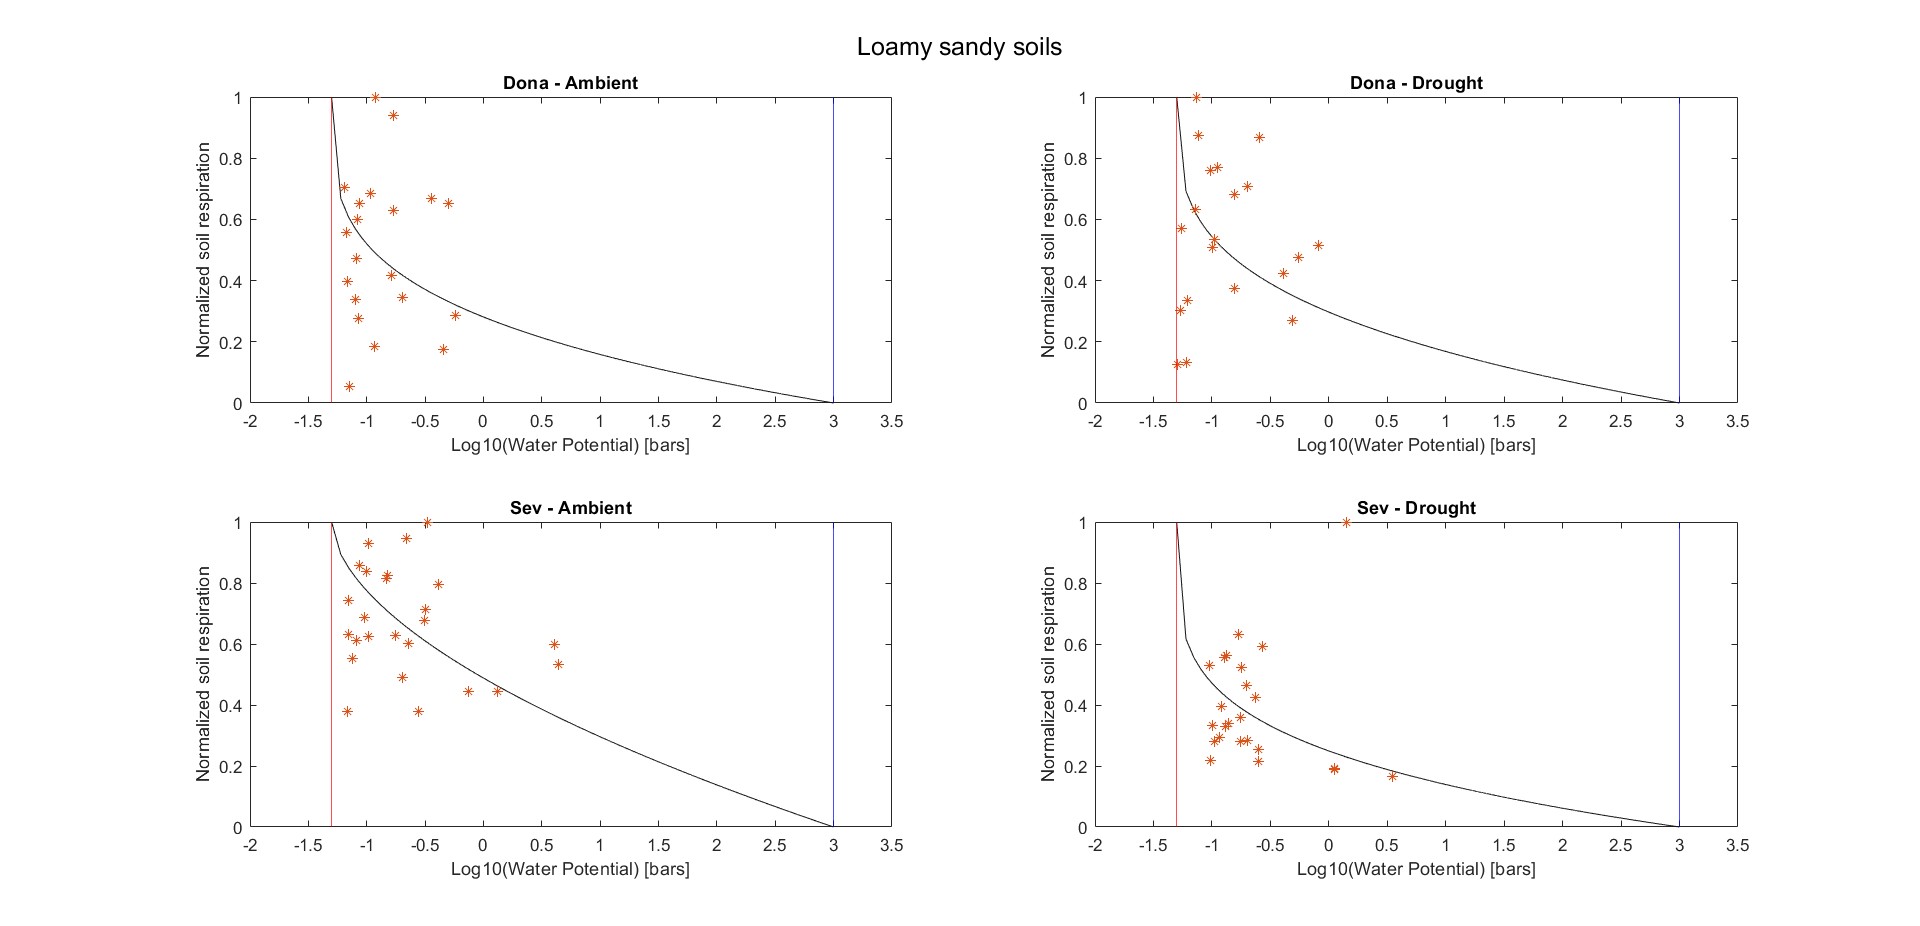 Loamy sandy soils
Dona - Ambient
Normalized soil respiration
1
0.8
0.6
0.4
0.2
0
-2 -1.5 -1 -0.5 0 0.5 1 1.5 2 2.5 3 3.5
Log10(Water Potential) [bars]
Dona - Drought
Normalized soil respiration
1
0.8
0.6
0.4
0.2
0
-2 -1.5 -1 -0.5 0 0.5 1 1.5 2 2.5 3 3.5
Log10(Water Potential) [bars]
Sev - Ambient
Normalized soil respiration
1
0.8
0.6
0.4
0.2
0
-2 -1.5 -1 -0.5 0 0.5 1 1.5 2 2.5 3 3.5
Log10(Water Potential) [bars]
Sev - Drought
Normalized soil respiration
1
0.8
0.6
0.4
0.2
0
-2 -1.5 -1 -0.5 0 0.5 1 1.5 2 2.5 3 3.5
Log10(Water Potential) [bars]